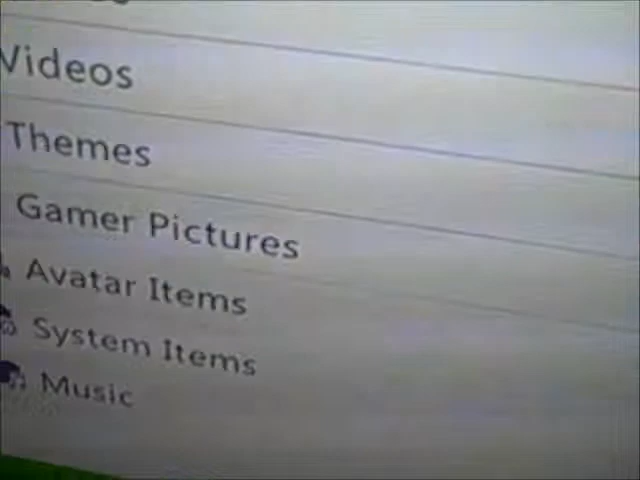 Videos
Themes
Gamer Pictures
Avatar Items
System Items
Music